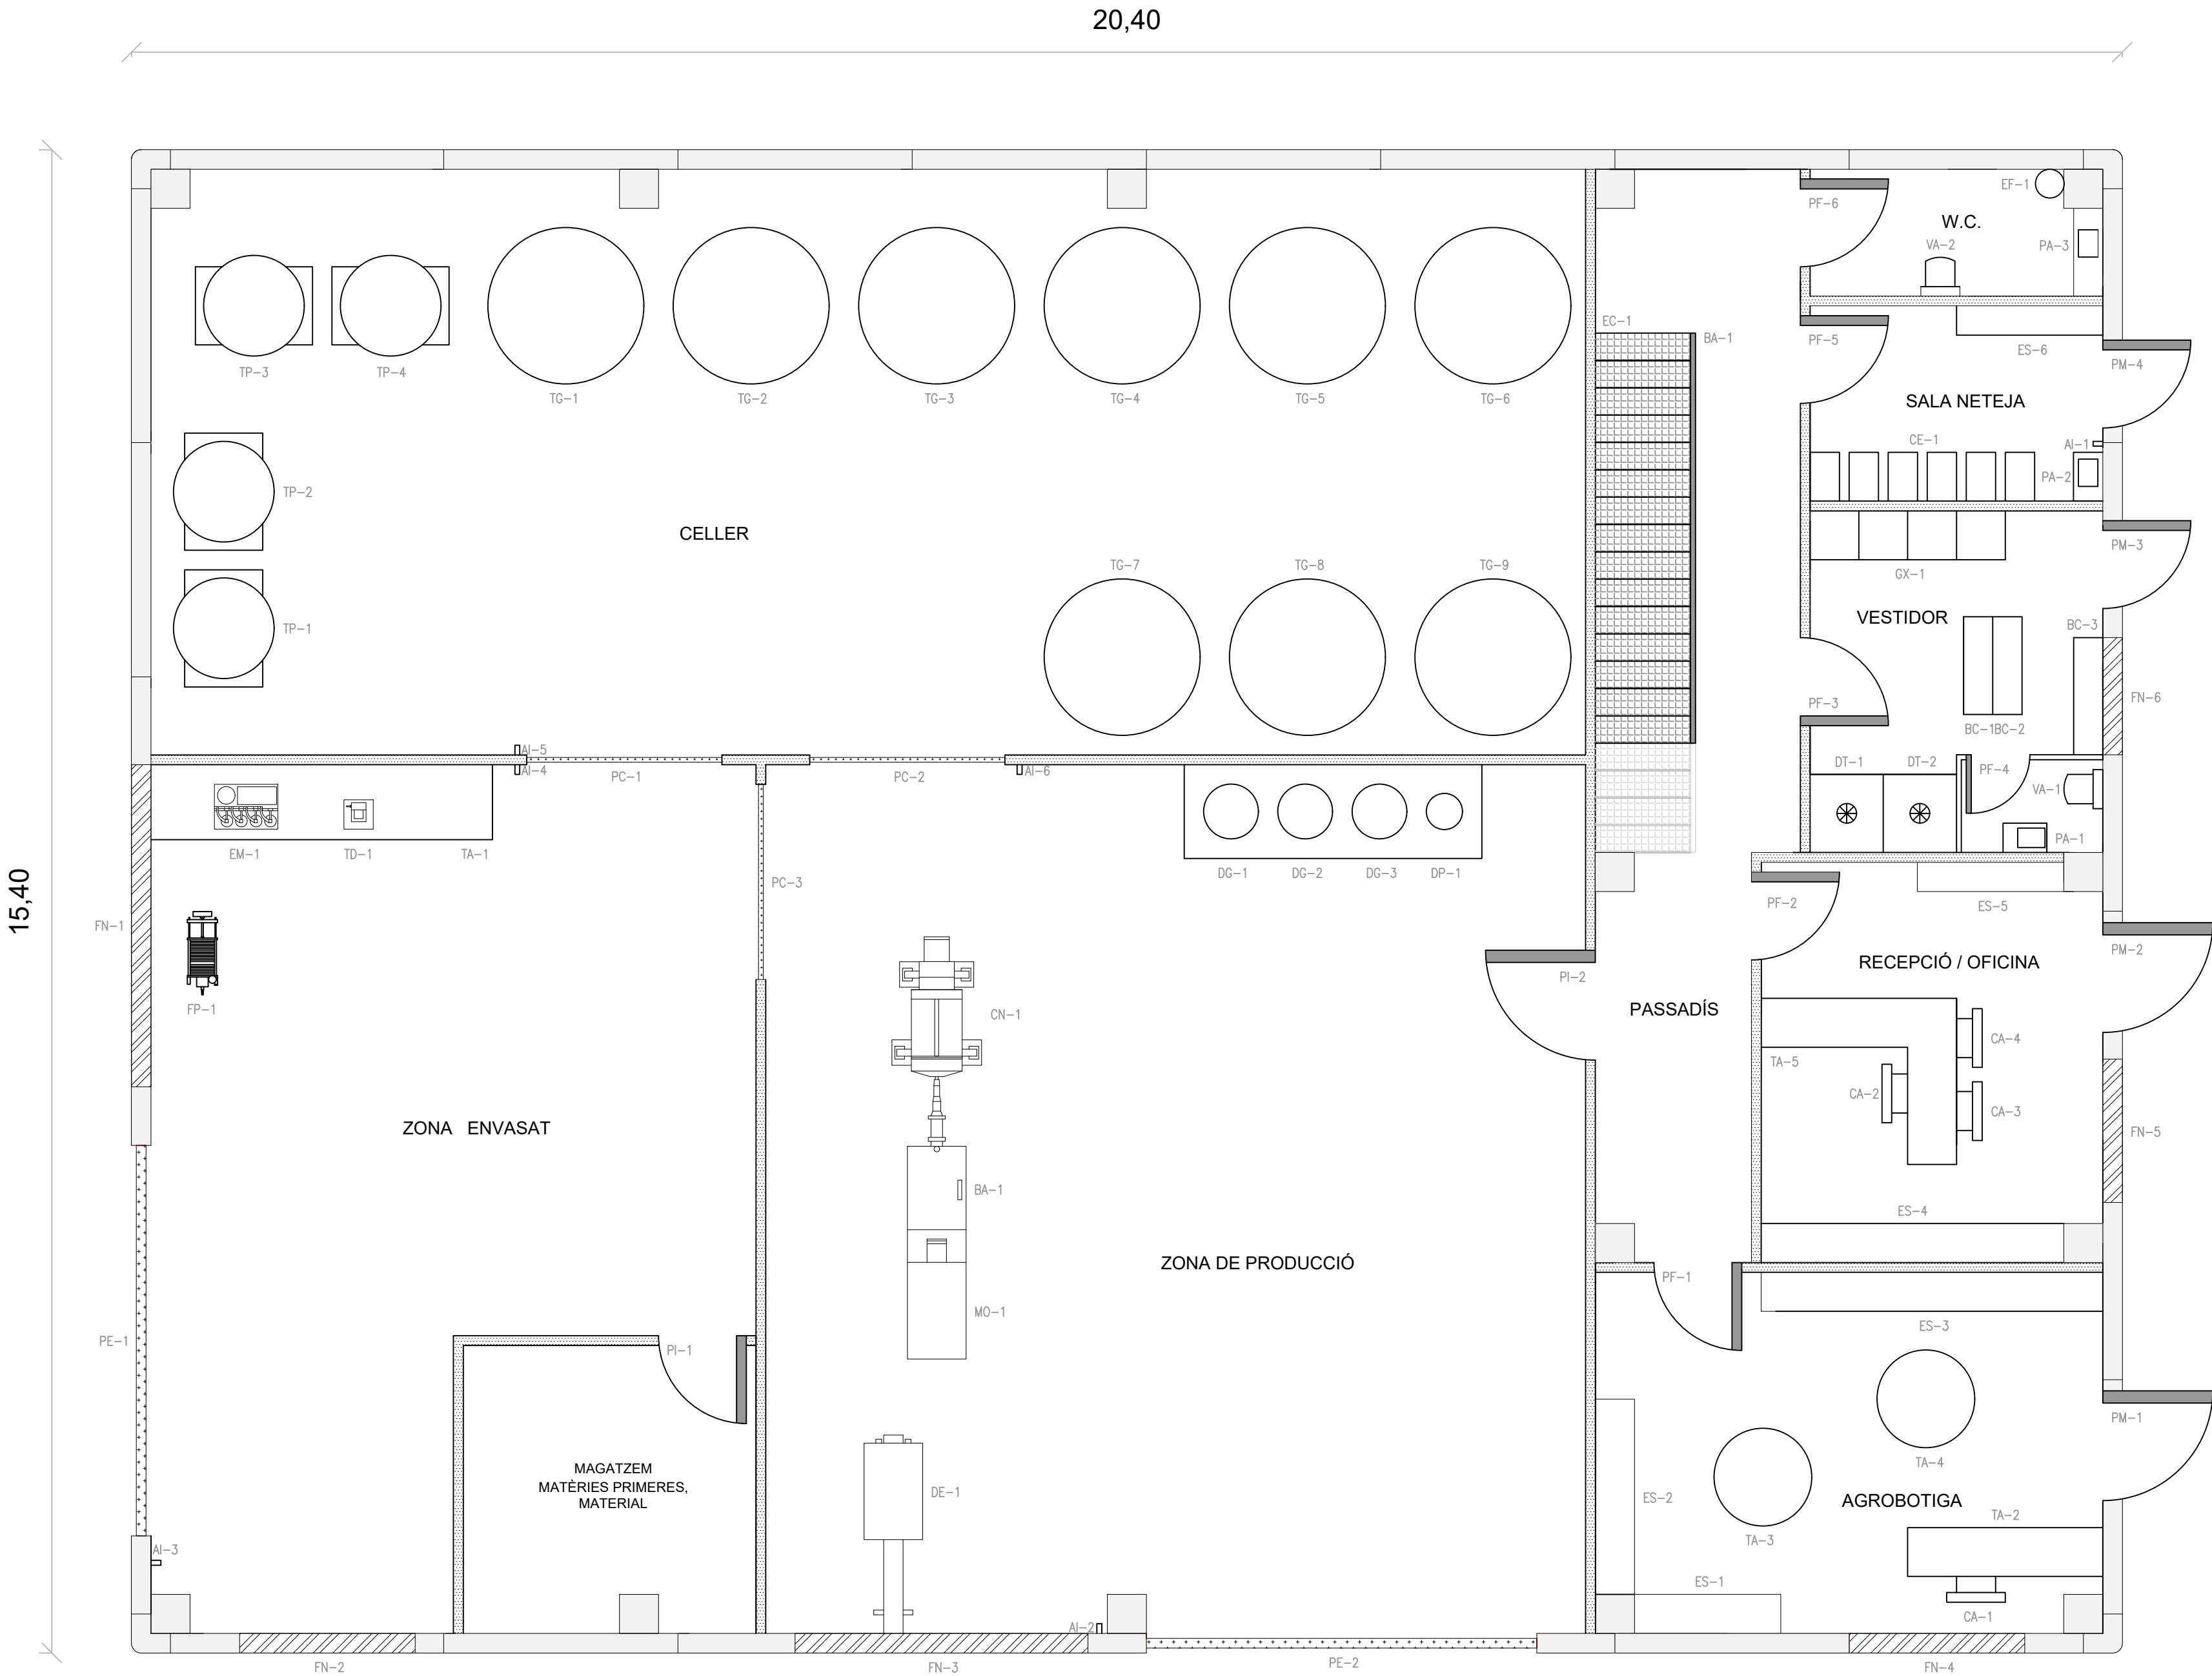 20,40
15,40
EF-1
PF-6
W.C.
VA-2
PA-3
EC-1
BA-1
PF-5
ES-6
PM-4
TP-3
TP-4
TG-1
TG-2
TG-3
TG-4
TG-5
TG-6
SALA NETEJA
CE-1
AI-1
PA-2
TP-2
CELLER
PM-3
TG-7
TG-8
TG-9
GX-1
VESTIDOR
BC-3
TP-1
FN-6
PF-3
BC-1BC-2
AI-5
AI-4
PC-1
PC-2
AI-6
DT-1
DT-2
PF-4
VA-1
PA-1
EM-1
TD-1
TA-1
PC-3
DG-1
DG-2
DG-3
DP-1
PF-2
ES-5
FN-1
PM-2
RECEPCIÓ / OFICINA
PI-2
FP-1
CN-1
PASSADÍS
CA-4
TA-5
CA-2
CA-3
ZONA ENVASAT
FN-5
BA-1
ES-4
ZONA DE PRODUCCIÓ
PF-1
MO-1
ES-3
PE-1
PI-1
PM-1
TA-4
MAGATZEM
MATÈRIES PRIMERES,
MATERIAL
DE-1
ES-2
AGROBOTIGA
TA-2
TA-3
AI-3
ES-1
CA-1
AI-2
FN-2
FN-3
PE-2
FN-4